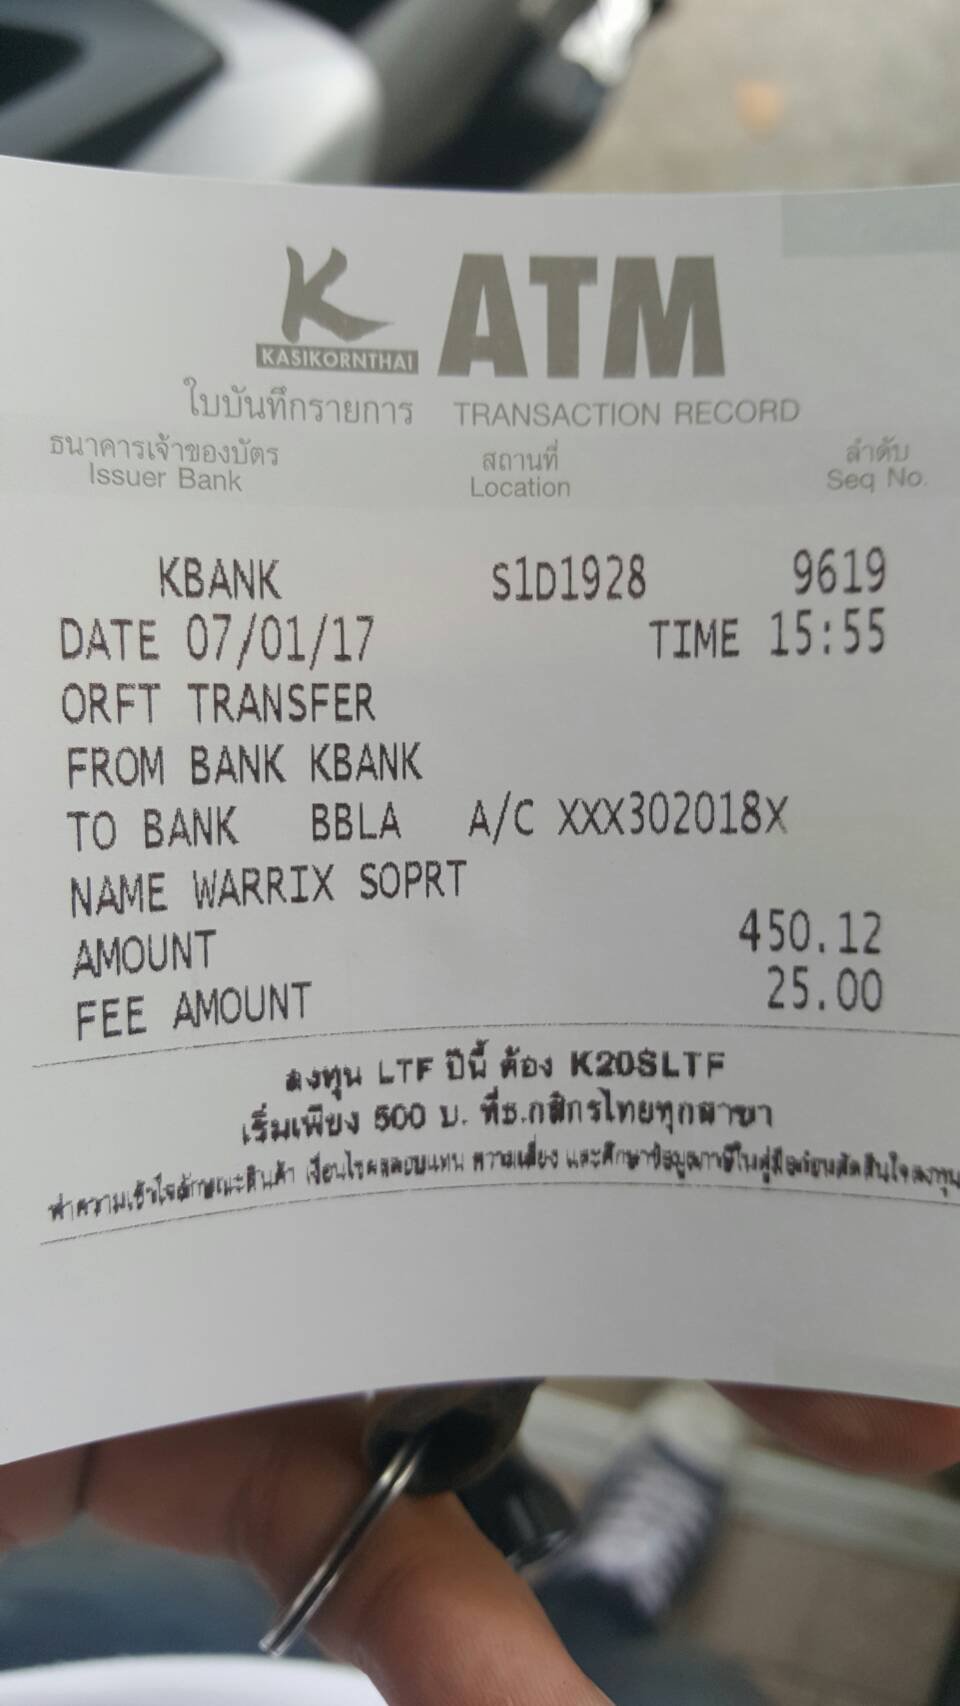 K
KASIKORNTHAI ATM
ใบบันทึกรายการ TRANSACTION RECORD
ธนาคารเจ้าของบัตร สถานที่ ลำดับ
Issuer Bank Location Seq No.
KBANK S1D1928 9619
DATE 07/01/17 TIME 15:55
ORFT TRANSFER
FROM BANK KBANK
TO BANK BBLA A/C XXX302018X
NAME WARRIX SOPRT
AMOUNT 450.12
FEE AMOUNT 25.00
ลงทุน LTF ปีนี้ ต้อง K20SLTF
เริ่มเพียง 500 บ. ที่ธ.กสิกรไทยทุกสาขา
ทำความเข้าใจลักษณะสินค้า เงื่อนไขผลตอบแทน ความเสี่ยง และศึกษาข้อมูลภาษีในคู่มือก่อนตัดสินใจลงทุน